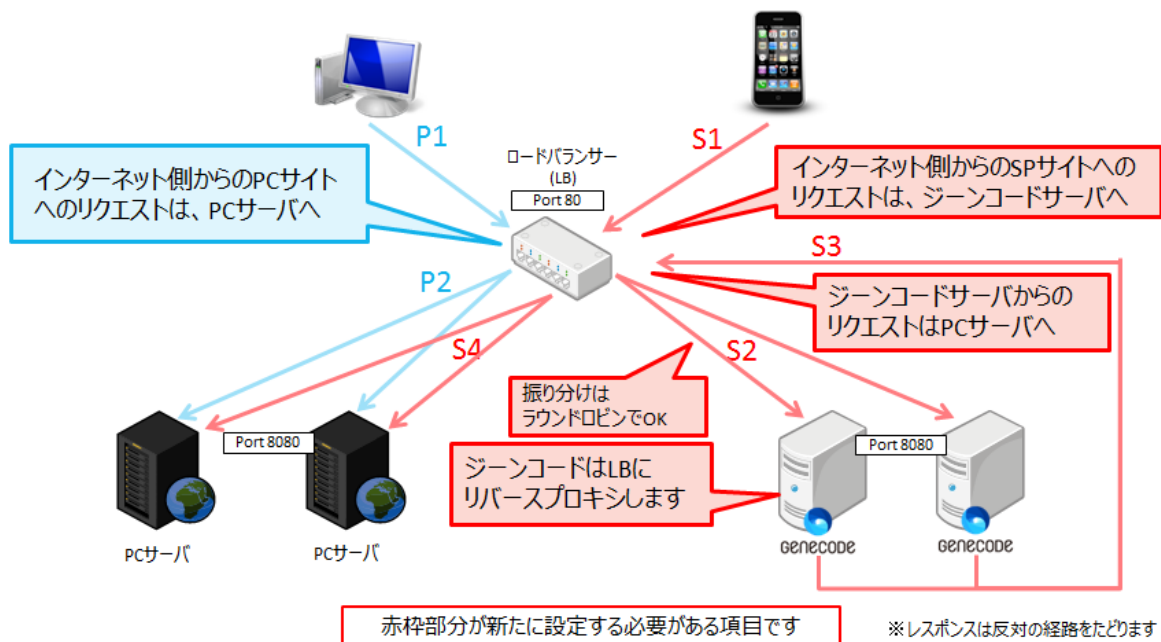 P1
S1
ロードバランサー
(LB)
Port 80
インターネット側からのPCサイト
へのリクエストは、PCサーバへ
インターネット側からのSPサイトへの
リクエストは、ジーンコードサーバへ
S3
P2
ジーンコードサーバからの
リクエストはPCサーバへ
S4
S2
振り分けは
ラウンドロビンでOK
Port 8080
Port 8080
ジーンコードはLBに
リバースプロキシします
PCサーバ
PCサーバ
GENECODE
GENECODE
赤枠部分が新たに設定する必要がある項目です
※レスポンスは反対の経路をたどります